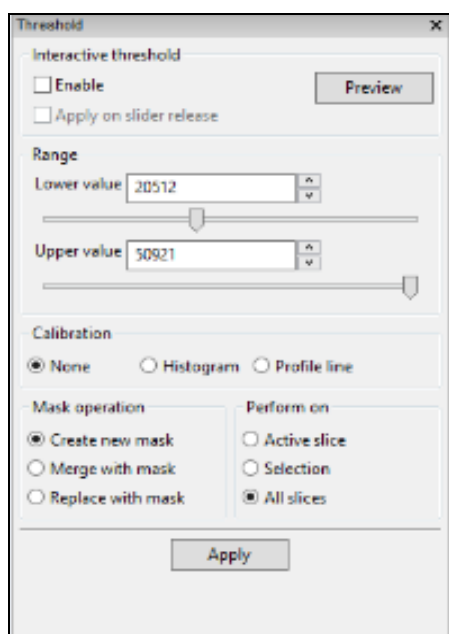 Threshold
Interactive threshold
Enable
Preview
Apply on slider release
Range
Lower value 20512
Upper value 50921
Calibration
None Histogram Profile line
Mask operation Perform on
Create new mask Active slice
Merge with mask Selection
Replace with mask All slices
Apply